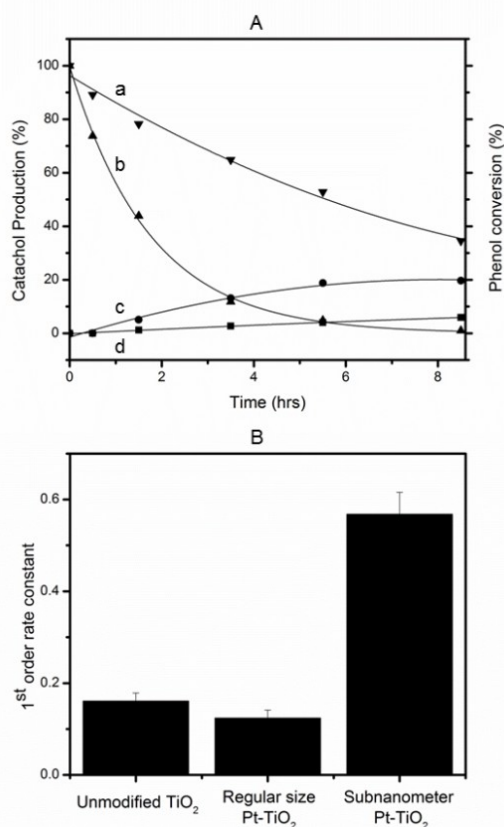 A
Catachol Production (%)
100
80
60
40
20
0
a
b
c
d
Phenol conversion (%)
0 2 4 6 8
Time (hrs)
B
1st order rate constant
0.6
0.4
0.2
0.0
Unmodified TiO2
Regular size
Pt-TiO2
Subnanometer
Pt-TiO2